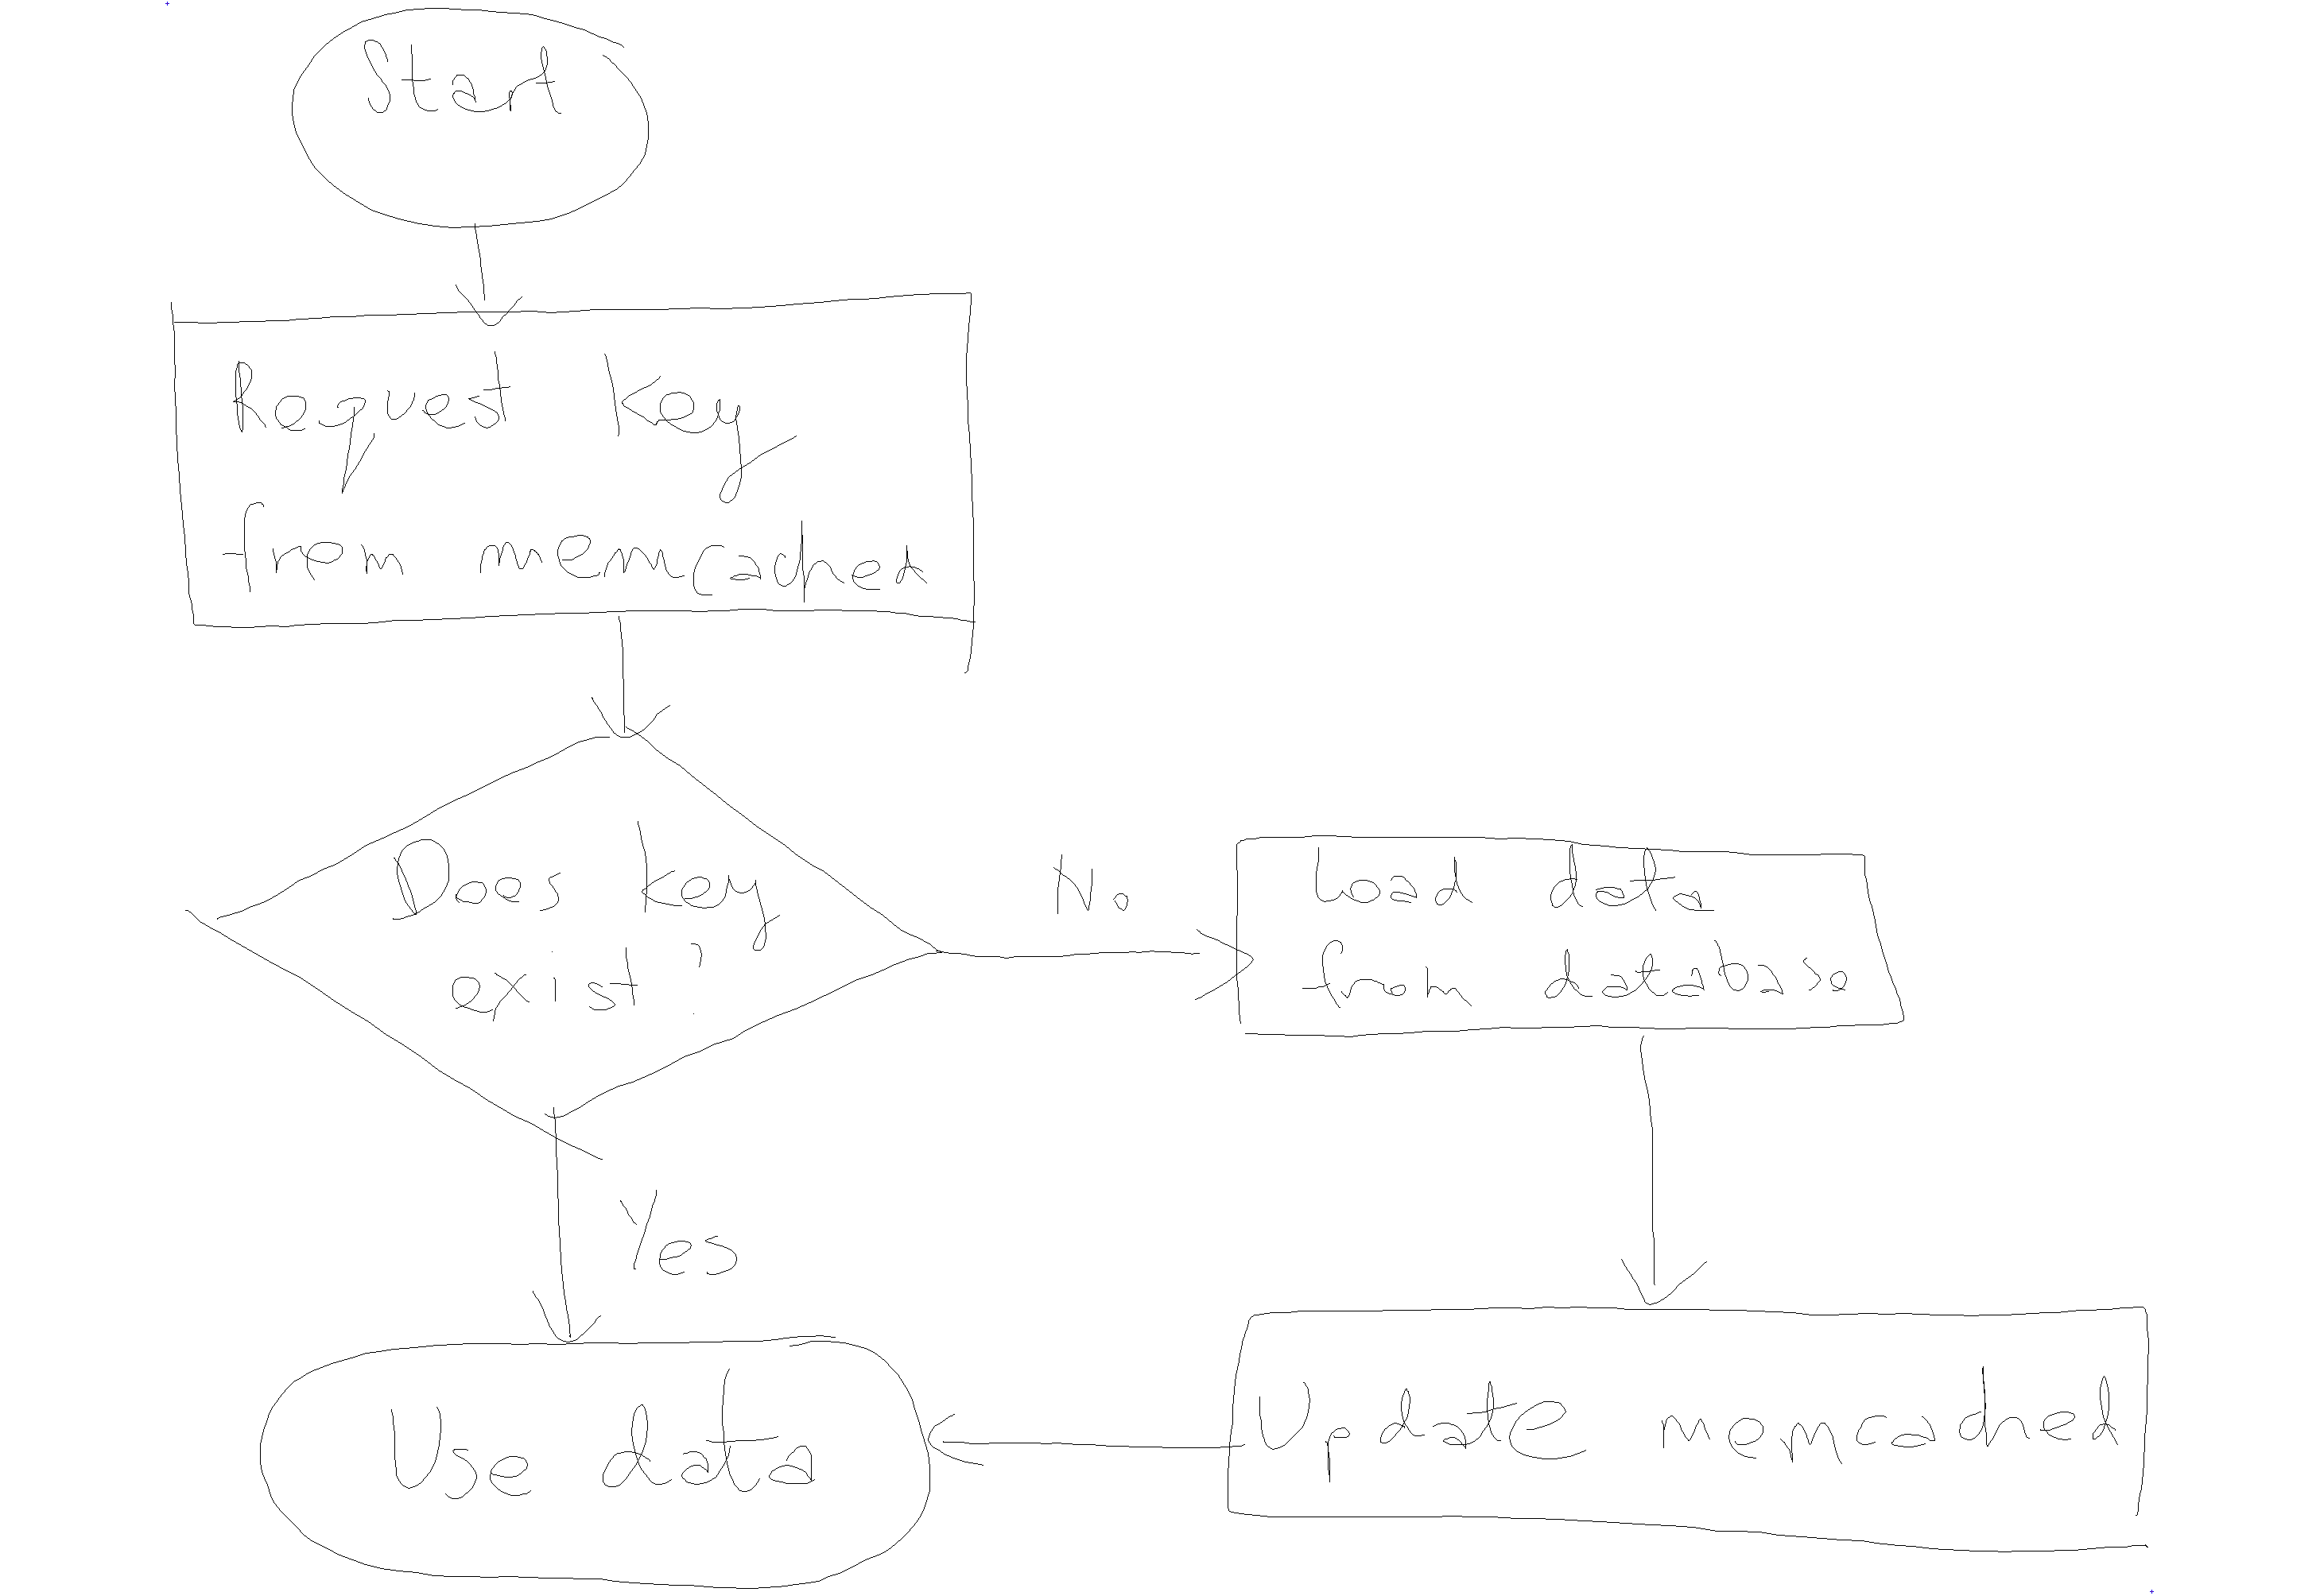 Start
Request key
from memcached
Does key
exist?
No
Load data
from database
Yes
Use data
Update memcached